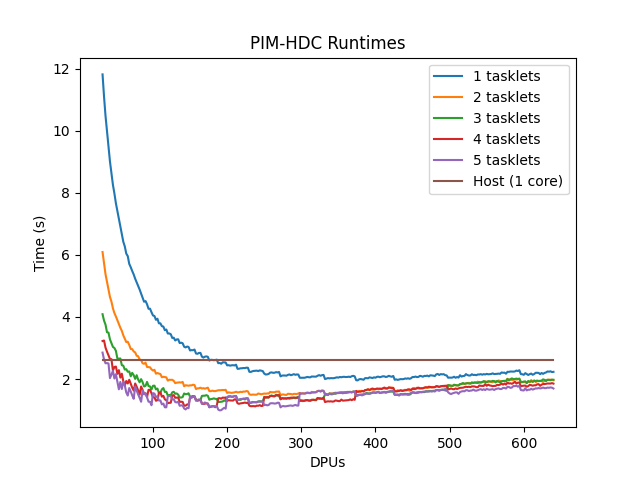 PIM-HDC Runtimes
12
10
8
6
4
2
Time (s)
1 tasklets
2 tasklets
3 tasklets
4 tasklets
5 tasklets
Host (1 core)
100 200 300 400 500 600
DPUs